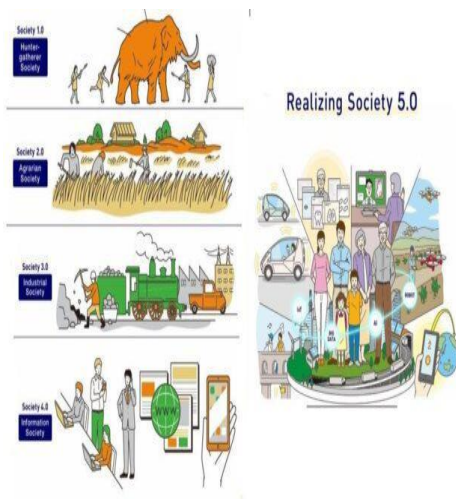 Society 1.0
Hunter-
gatherer
Society
Society 2.0
Agrarian
Society
Society 3.0
Industrial
Society
Society 4.0
Information
Society
WWW
Realizing Society 5.0
IoT
BIG
DATA
AI
ROBOT